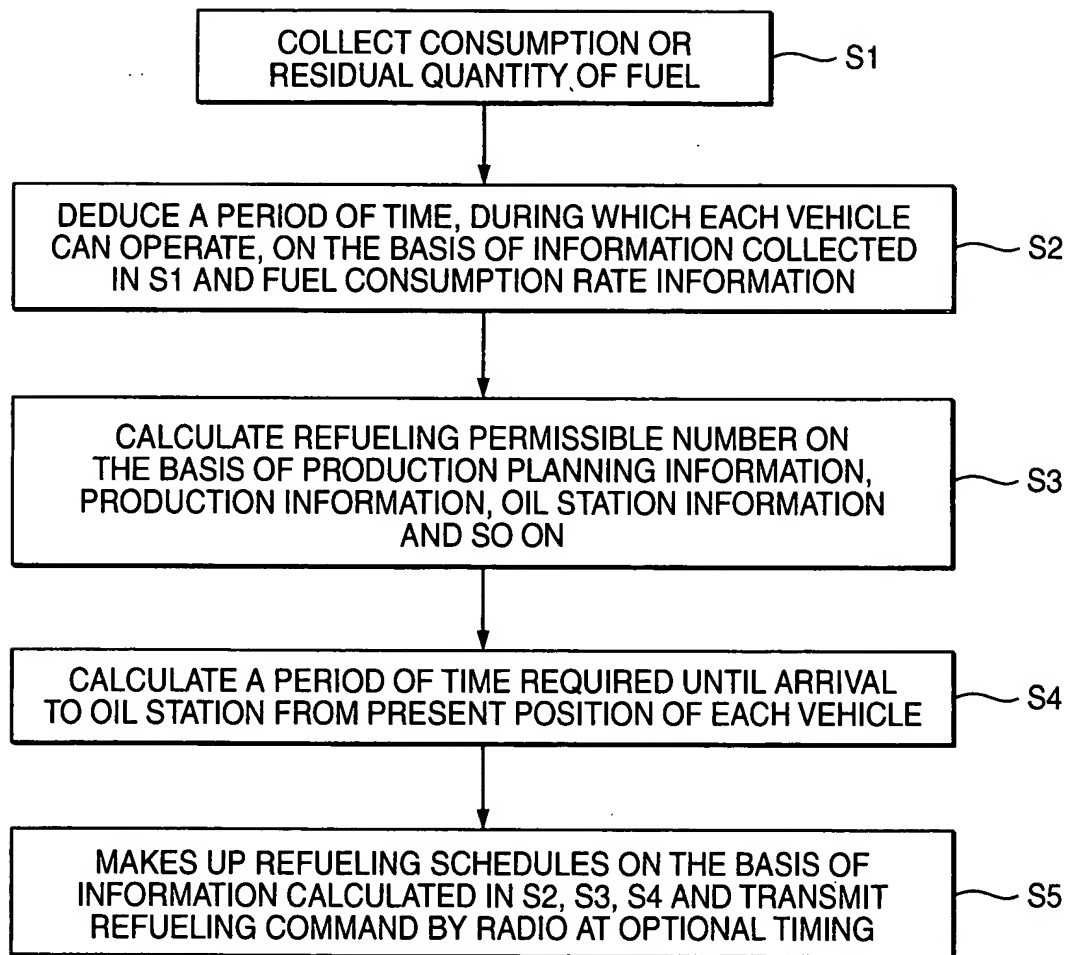 COLLECT CONSUMPTION OR
RESIDUAL QUANTITY OF FUEL
S1
DEDUCE A PERIOD OF TIME, DURING WHICH EACH VEHICLE
CAN OPERATE, ON THE BASIS OF INFORMATION COLLECTED
IN S1 AND FUEL CONSUMPTION RATE INFORMATION
S2
CALCULATE REFUELING PERMISSIBLE NUMBER ON
THE BASIS OF PRODUCTION PLANNING INFORMATION,
PRODUCTION INFORMATION, OIL STATION INFORMATION
AND SO ON
S3
CALCULATE A PERIOD OF TIME REQUIRED UNTIL ARRIVAL
TO OIL STATION FROM PRESENT POSITION OF EACH VEHICLE
S4
MAKES UP REFUELING SCHEDULES ON THE BASIS OF
INFORMATION CALCULATED IN S2, S3, S4 AND TRANSMIT
REFUELING COMMAND BY RADIO AT OPTIONAL TIMING
S5